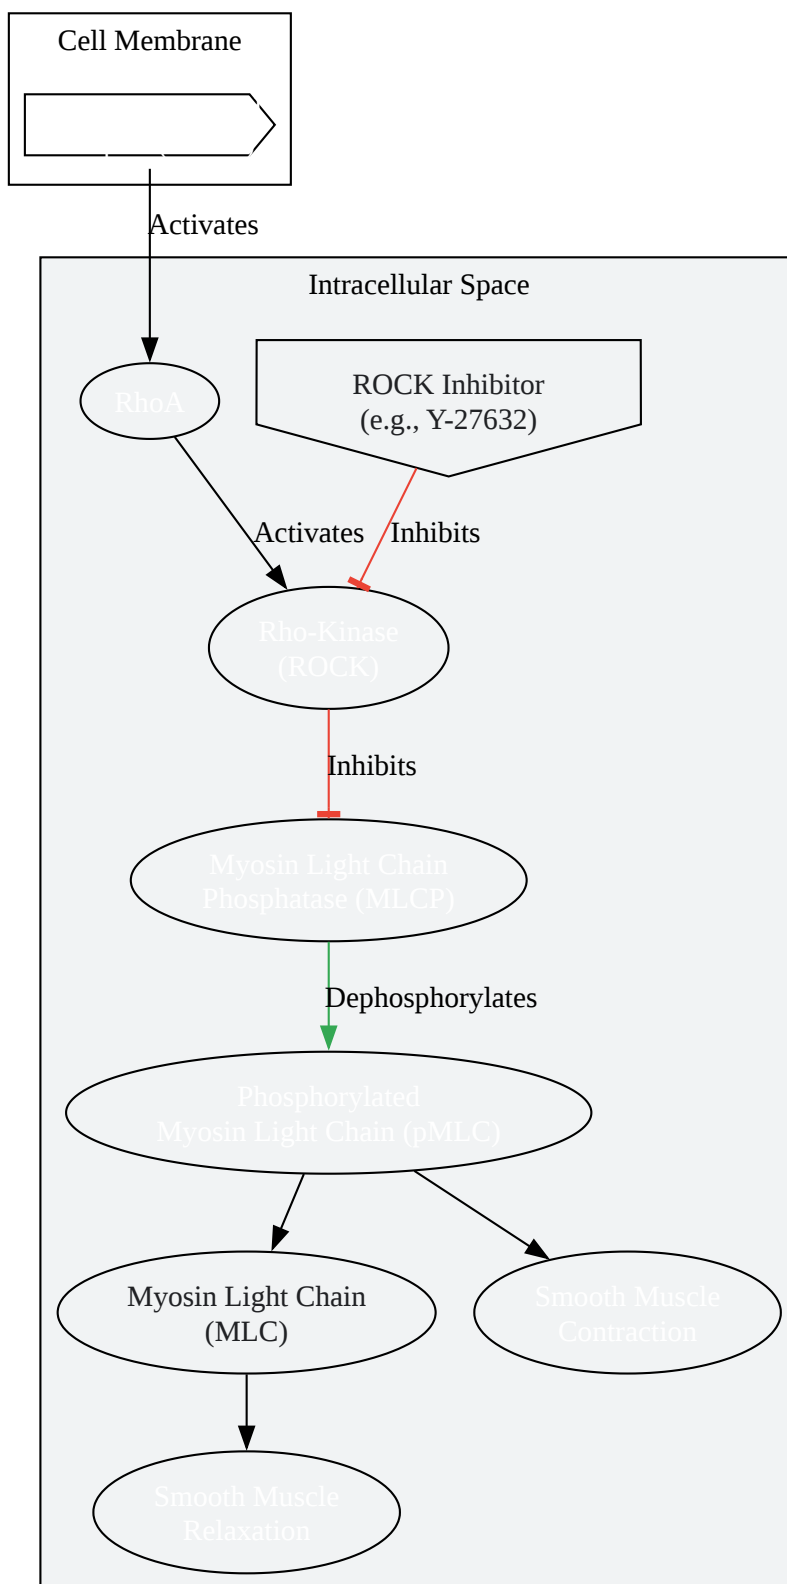 Cell Membrane
Activates
Intracellular Space
RhoA
ROCK Inhibitor
(e.g., Y-27632)
Activates
Inhibits
Rho-Kinase
(ROCK)
Inhibits
Myosin Light Chain
Phosphatase (MLCP)
Dephosphorylates
Phosphorylated
Myosin Light Chain (pMLC)
Myosin Light Chain
(MLC)
Smooth Muscle
Contraction
Smooth Muscle
Relaxation